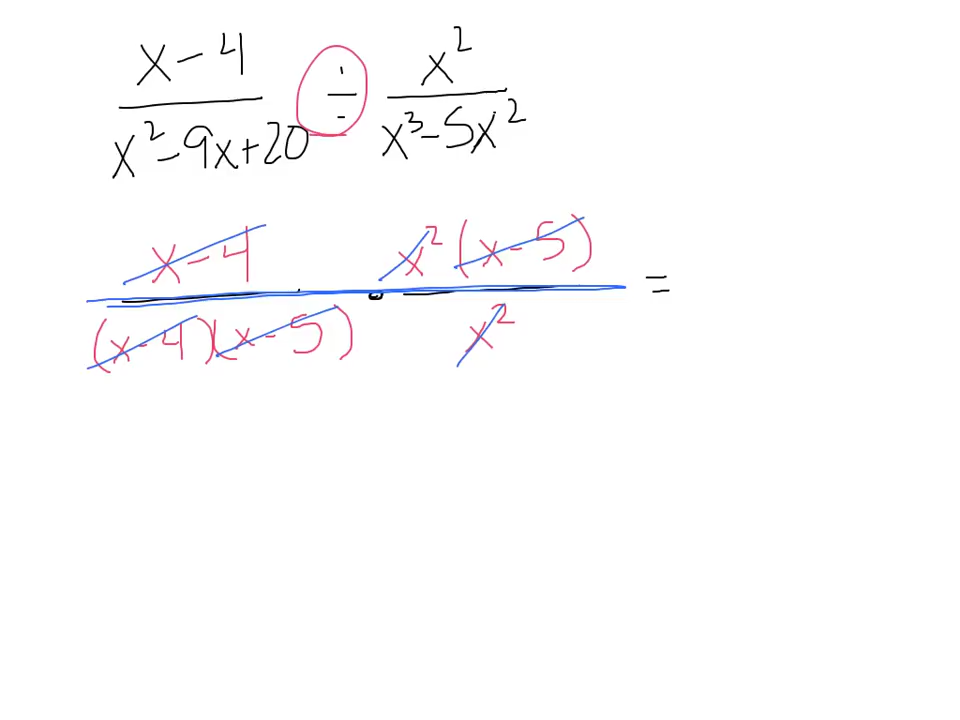 x - 4 ÷ x²
x² - 9x + 20 x³ - 5x²
x - 4 · x² (x - 5) =
(x - 4)(x - 5) x²